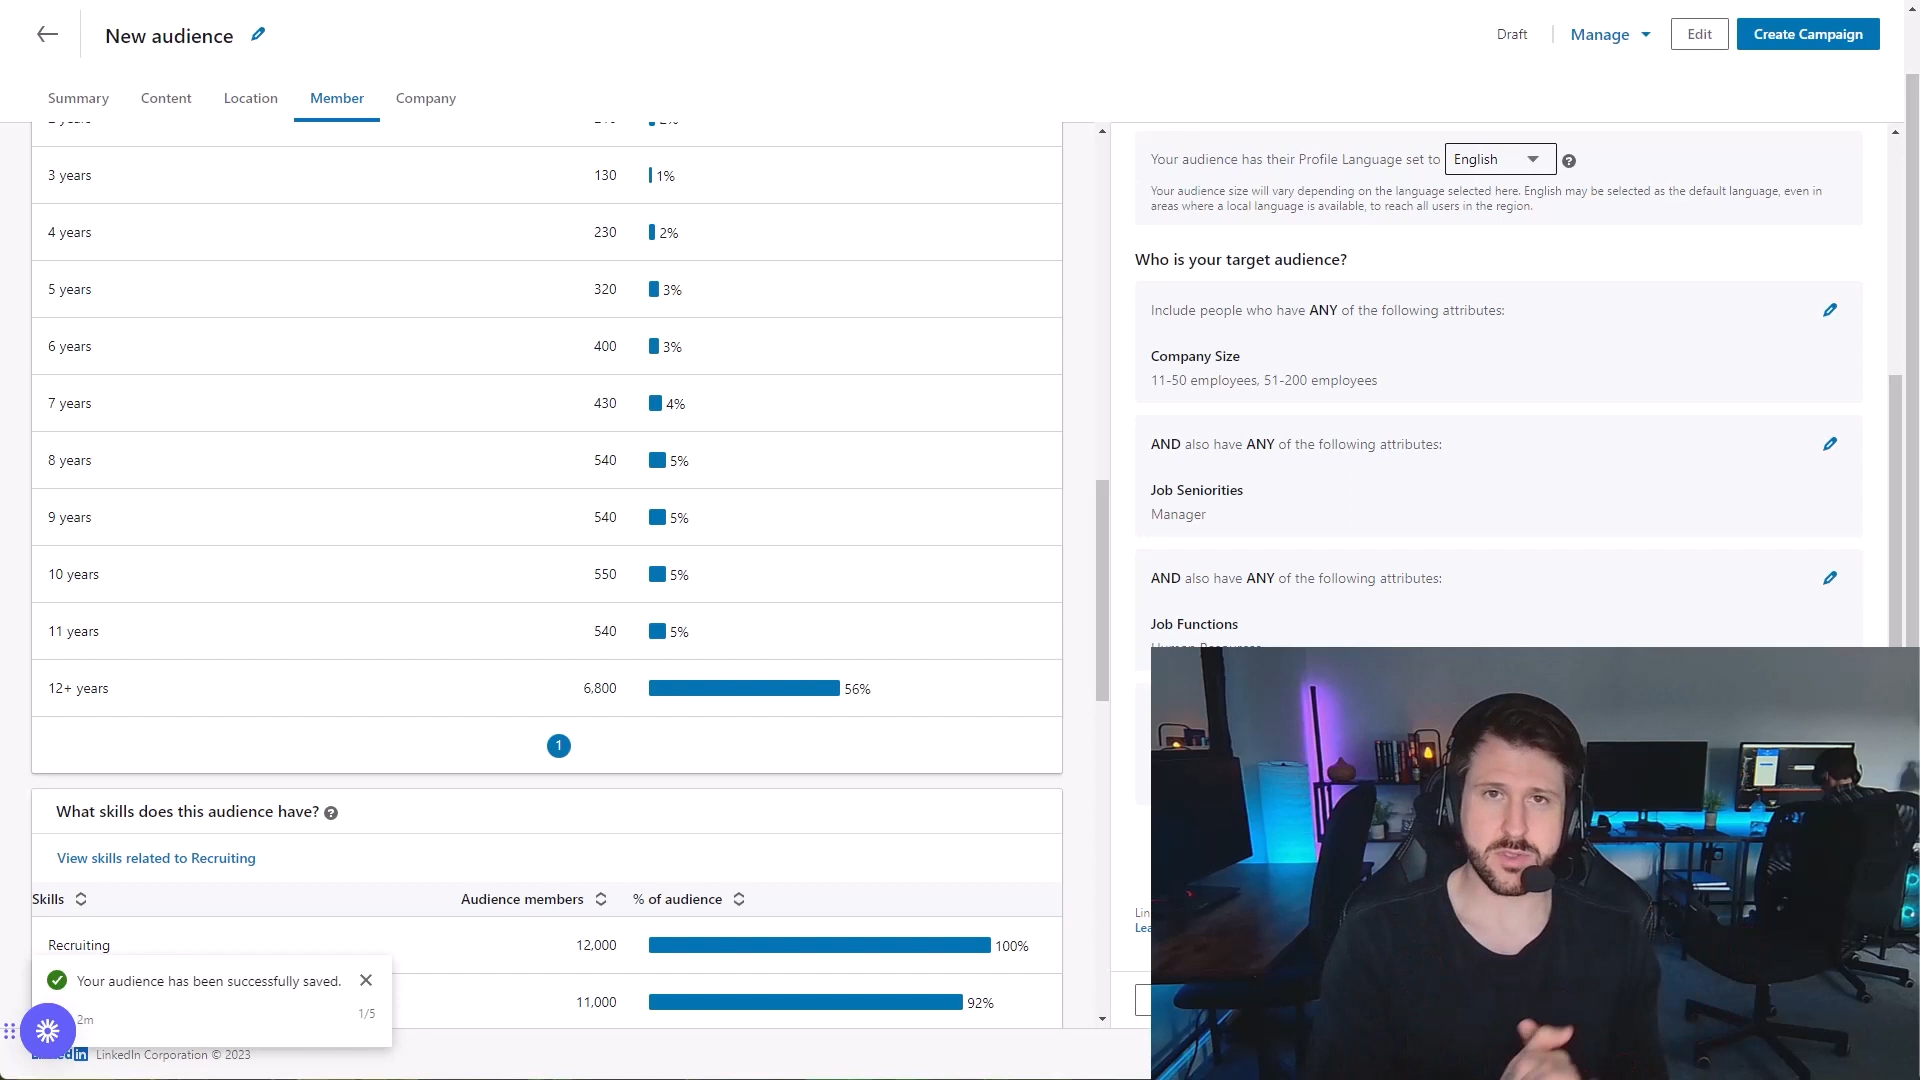 New audience
Draft
Manage
Edit
Create Campaign
Summary
Content
Location
Member
Company
3 years 130 1%
4 years 230 2%
5 years 320 3%
6 years 400 3%
7 years 430 4%
8 years 540 5%
9 years 540 5%
10 years 550 5%
11 years 540 5%
12+ years 6,800 56%
1
What skills does this audience have?
View skills related to Recruiting
Skills Audience members % of audience
Recruiting 12,000 100%
11,000 92%
Your audience has been successfully saved.
2m
1/5
LinkedIn Corporation © 2023
Your audience has their Profile Language set to English
Your audience size will vary depending on the language selected here. English may be selected as the default language, even in
areas where a local language is available, to reach all users in the region.
Who is your target audience?
Include people who have ANY of the following attributes:
Company Size
11-50 employees, 51-200 employees
AND also have ANY of the following attributes:
Job Seniorities
Manager
AND also have ANY of the following attributes:
Job Functions